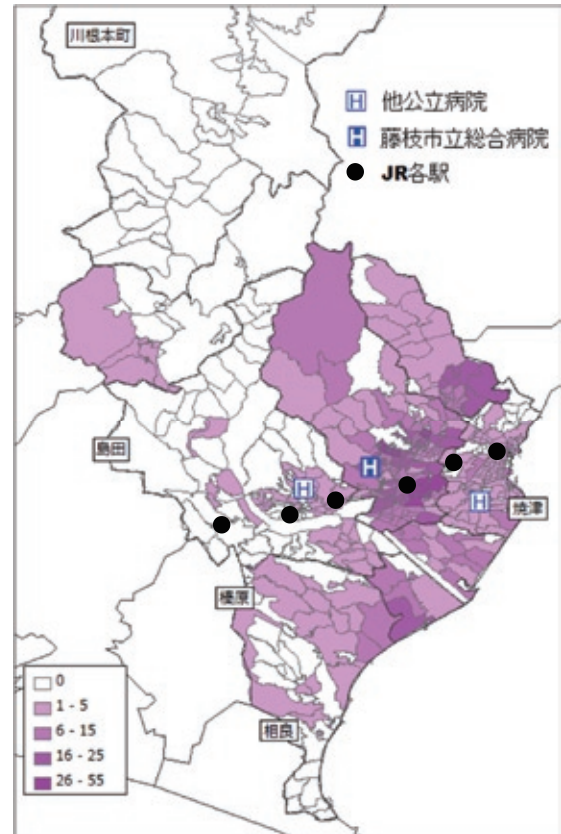 川根本町
H 他公立病院
H 藤枝市立総合病院
JR各駅
島田
H
H
H
焼津
榛原
相良
0
1 - 5
6 - 15
16 - 25
26 - 55